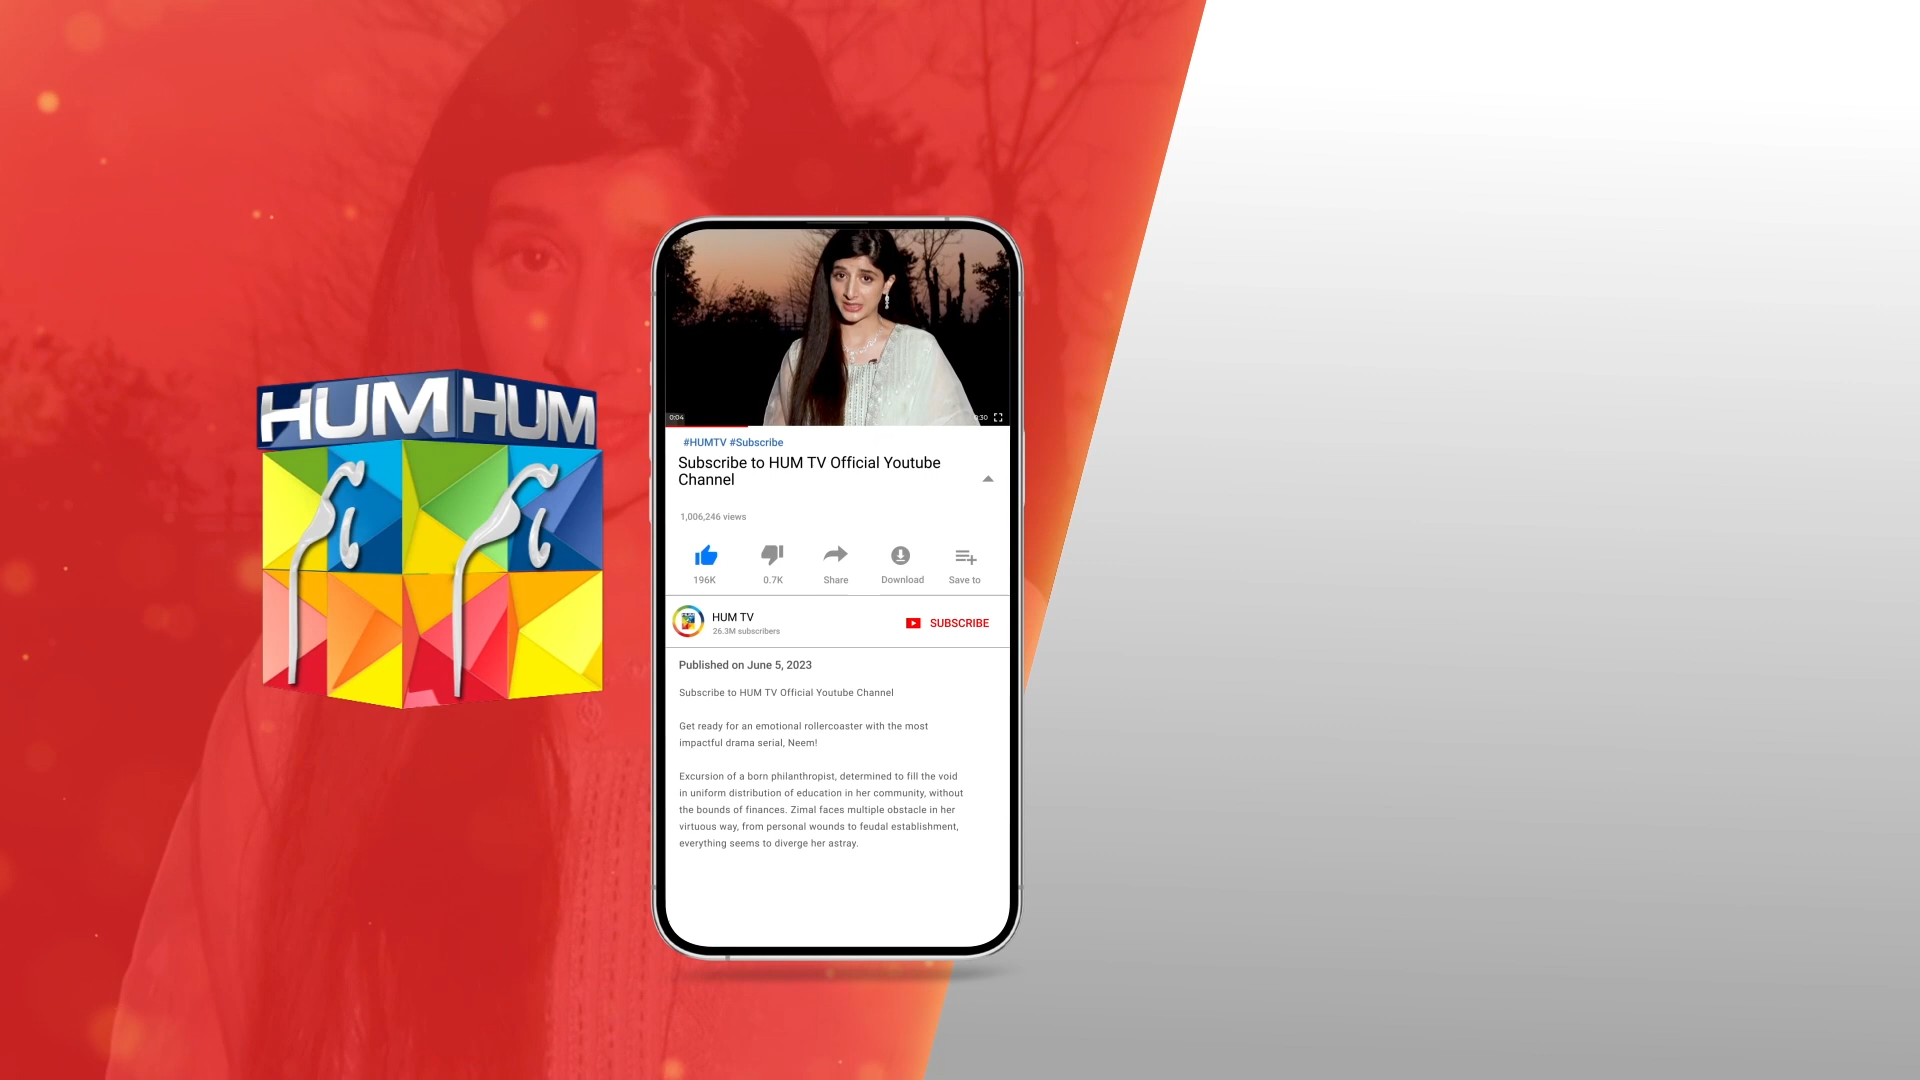 HUM HUM
ہم ہم
0:04
0:30
#HUMTV #Subscribe
Subscribe to HUM TV Official Youtube
Channel
1,006,246 views
196K
0.7K
Share
Download
Save to
HUM TV
26.3M subscribers
SUBSCRIBE
Published on June 5, 2023
Subscribe to HUM TV Official Youtube Channel
Get ready for an emotional rollercoaster with the most
impactful drama serial, Neem!
Excursion of a born philanthropist, determined to fill the void
in uniform distribution of education in her community, without
the bounds of finances. Zimal faces multiple obstacle in her
virtuous way, from personal wounds to feudal establishment,
everything seems to diverge her astray.